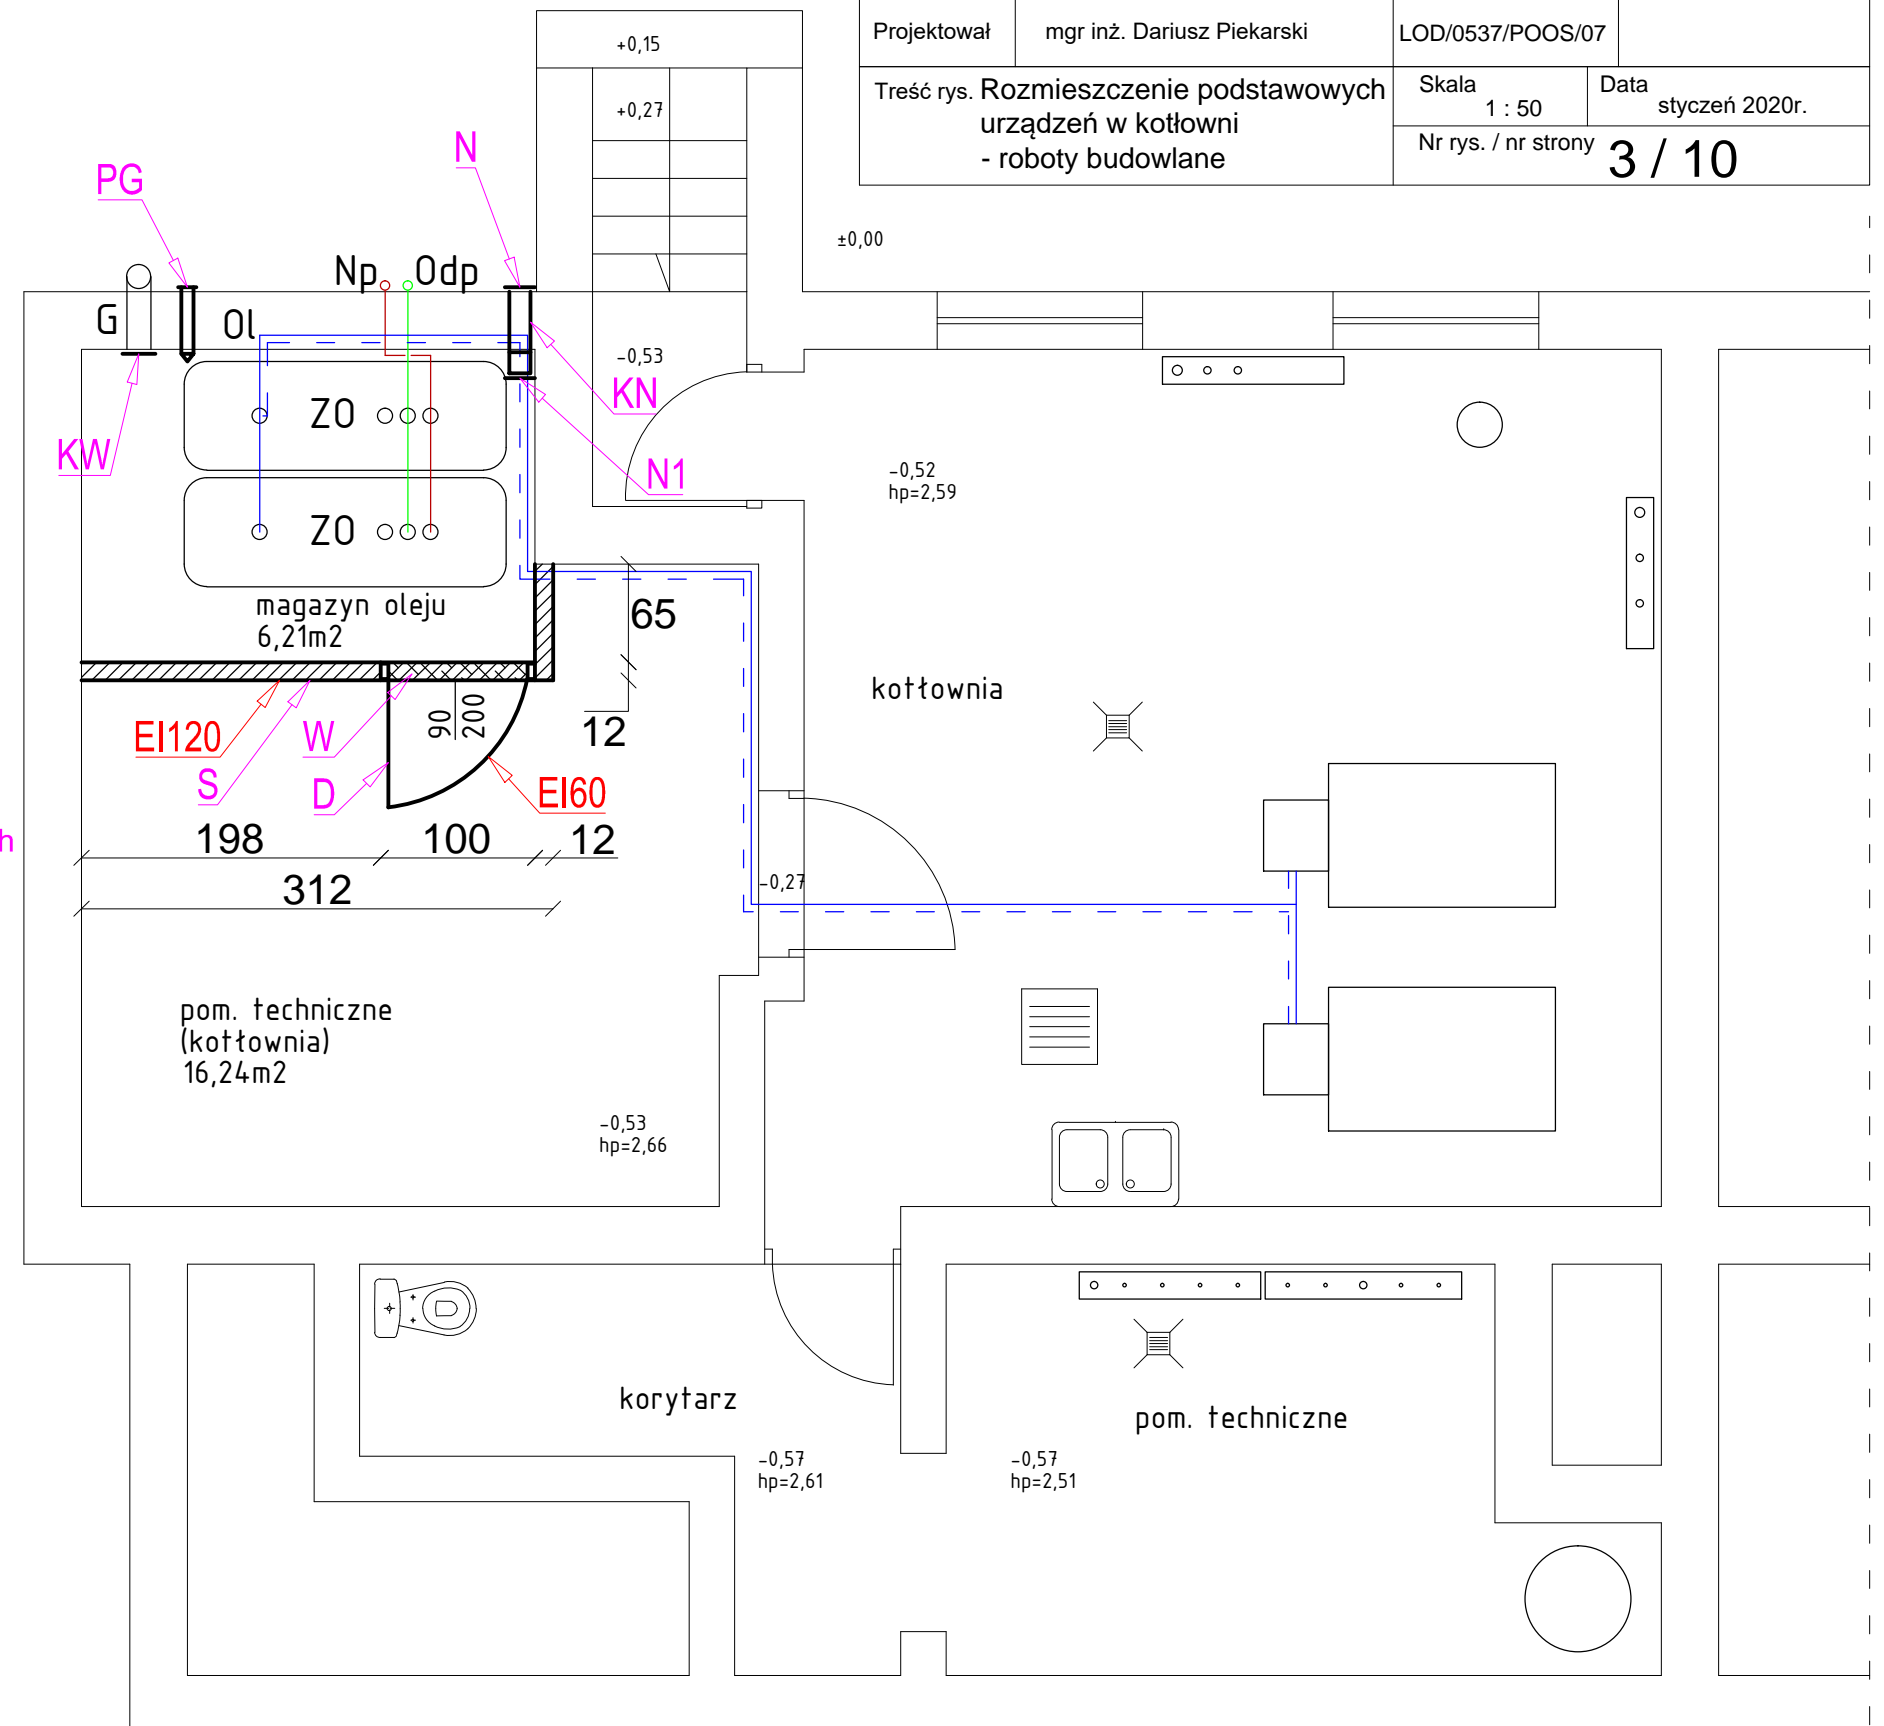 Projektował
mgr inż. Dariusz Piekarski
LOD/0537/POOS/07
Treść rys. Rozmieszczenie podstawowych
urządzeń w kotłowni
- roboty budowlane
Skala
1 : 50
Data
styczeń 2020r.
Nr rys. / nr strony 3 / 10
+0,15
+0,27
N
PG
±0,00
Np Odp
G
Ol
-0,53
KN
ZO
KW
N1
-0,52
hp=2,59
ZO
magazyn oleju
6,21m2
65
kotłownia
EI120
W
90
200
12
S
D
EI60
h
198
100
12
312
-0,27
pom. techniczne
(kotłownia)
16,24m2
-0,53
hp=2,66
korytarz
pom. techniczne
-0,57
hp=2,61
-0,57
hp=2,51